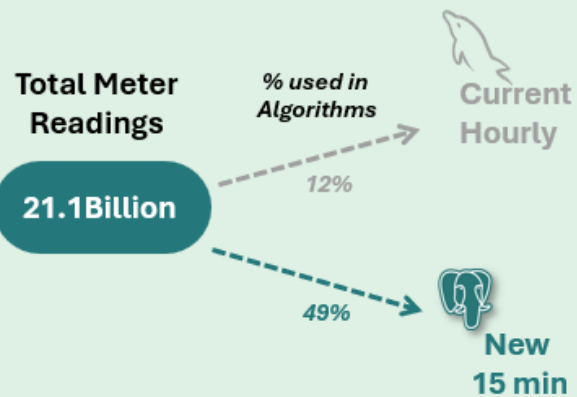 Total Meter
Readings
21.1Billion
% used in
Algorithms
12%
49%
Current
Hourly
New
15 min